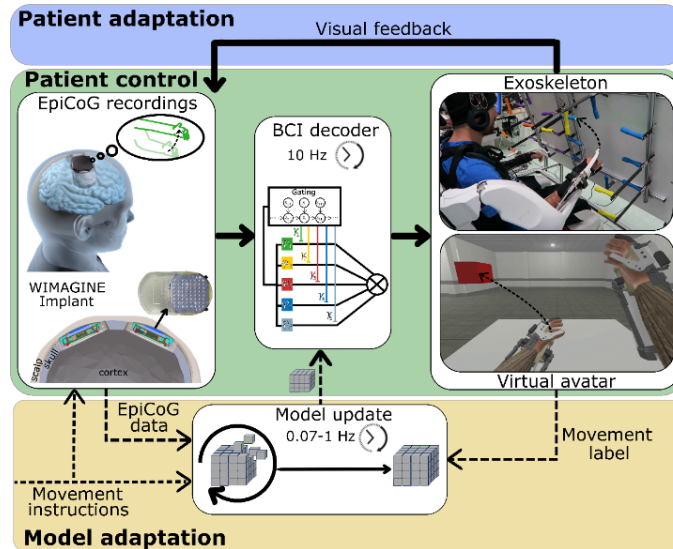 Patient adaptation
Visual feedback
Patient control
EpiCoG recordings
BCI decoder
10 Hz
Gating
Exoskeleton
WIMAGINE
Implant
scalp
skull
cortex
Virtual avatar
EpiCoG
data
Model update
0.07-1 Hz
Movement
label
Movement
instructions
Model adaptation